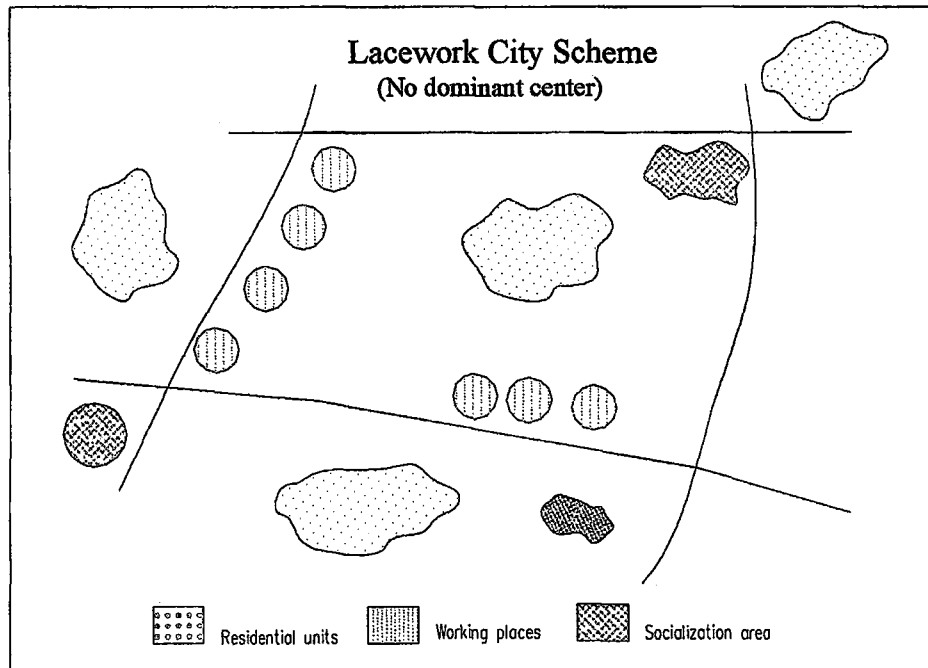 Lacework City Scheme
(No dominant center)
Residential units
Working places
Socialization area